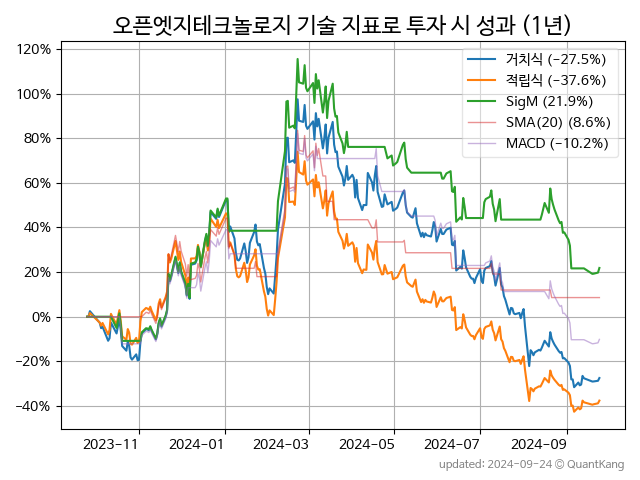 오픈엣지테크놀로지 기술 지표로 투자 시 성과 (1년)
120%
100%
80%
60%
40%
20%
0%
−20%
−40%
거치식 (−27.5%)
적립식 (−37.6%)
SigM (21.9%)
SMA(20) (8.6%)
MACD (−10.2%)
2023-11
2024-01
2024-03
2024-05
2024-07
2024-09
updated: 2024-09-24 © QuantKang